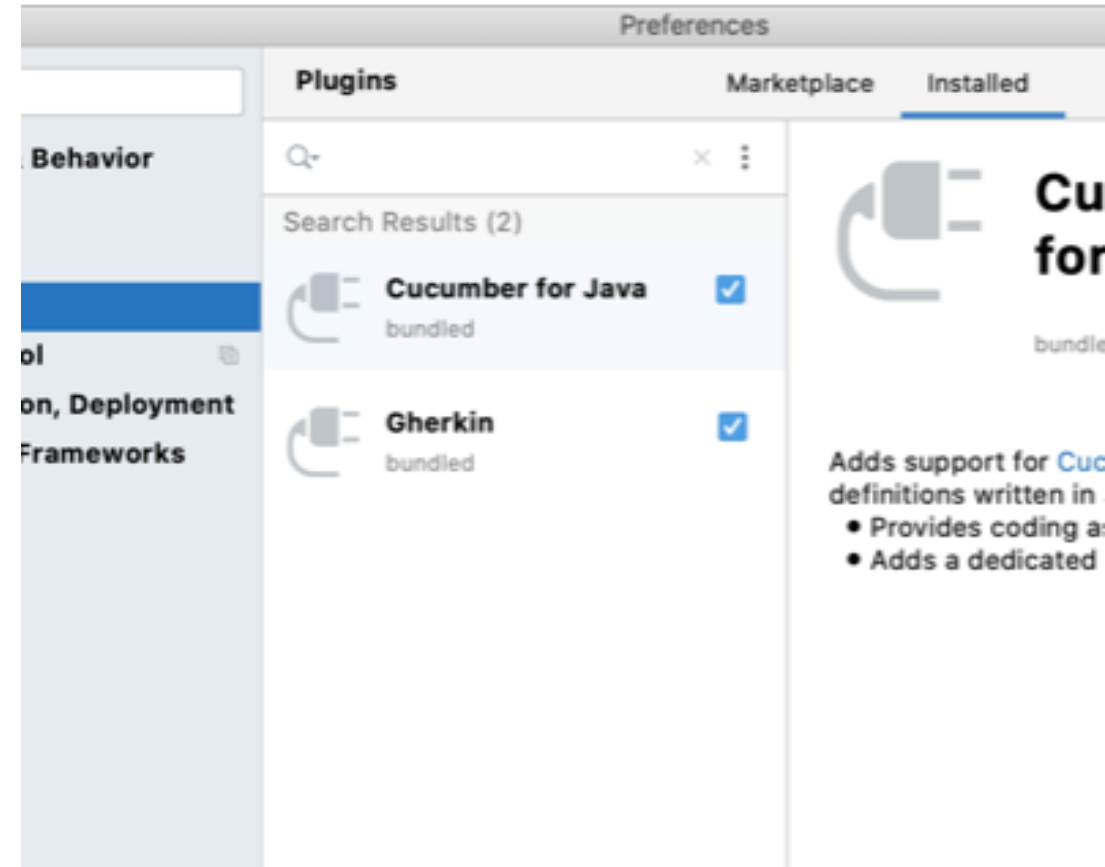 Preferences
Plugins
Marketplace
Installed
Behavior
Search Results (2)
Cucumber for Java
bundled
Gherkin
bundled
ol
on, Deployment
Frameworks
Cu
for
bundle
Adds support for Cuc
definitions written in
• Provides coding as
• Adds a dedicated